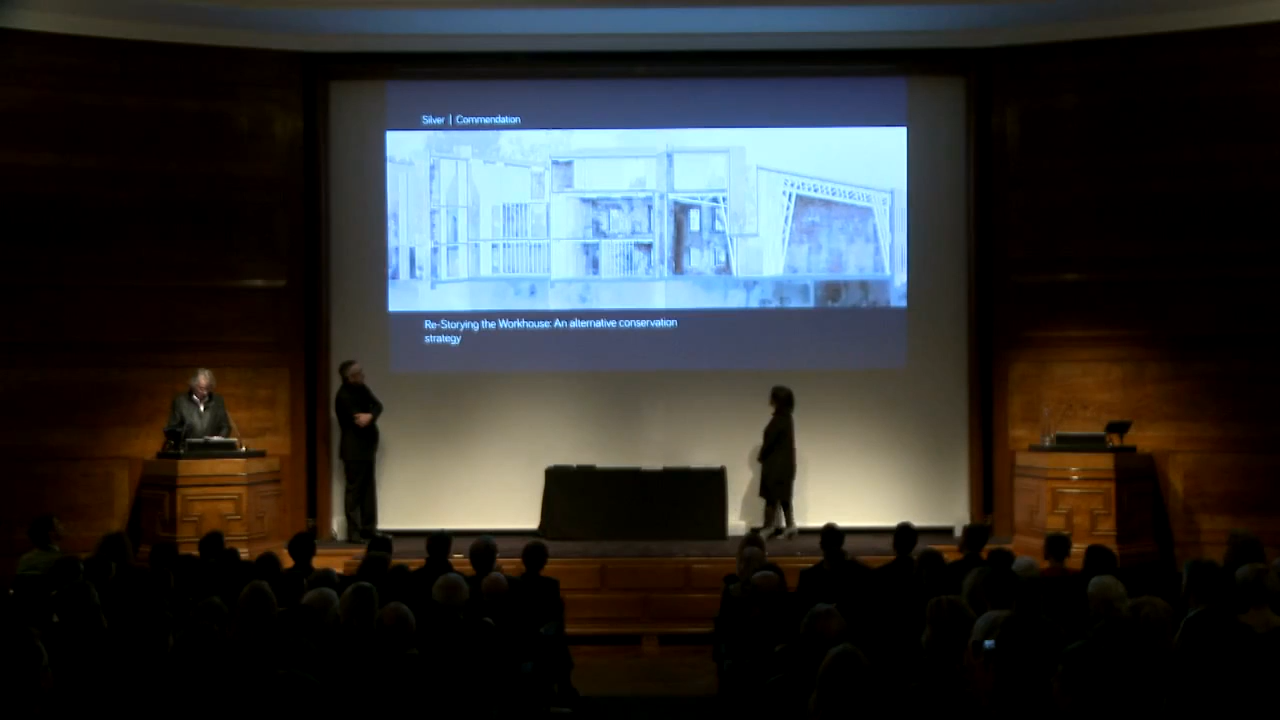 Silver | Commendation
Re-Storying the Workhouse: An alternative conservation
strategy